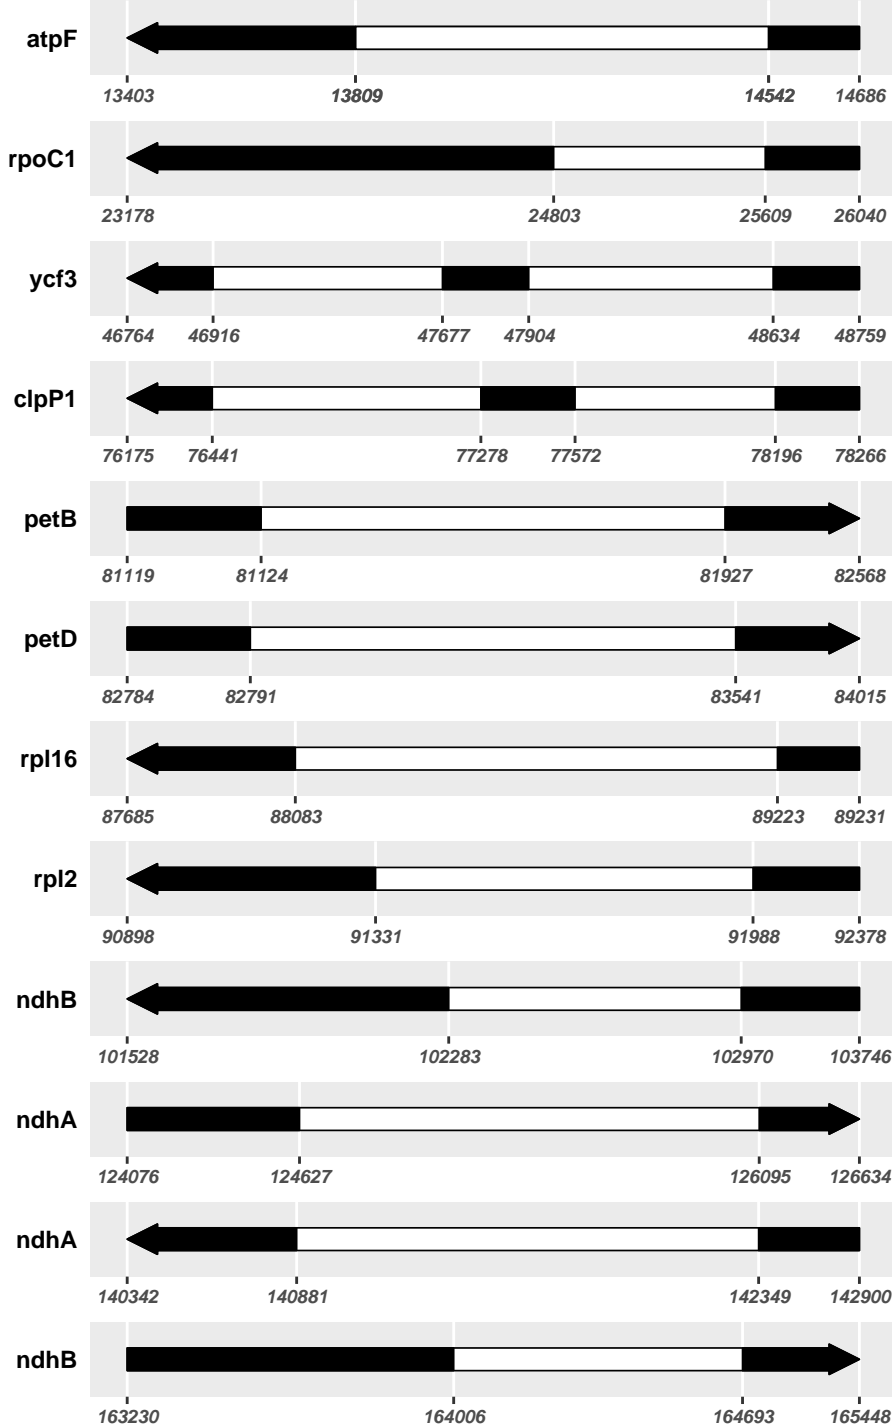 atpF
13403 13809 14542 14686
rpoC1
23178 24803 25609 26040
ycf3
46764 46916 47677 47904 48634 48759
clpP1
76175 76441 77278 77572 78196 78266
petB
81119 81124 81927 82568
petD
82784 82791 83541 84015
rpl16
87685 88083 89223 89231
rpl2
90898 91331 91988 92378
ndhB
101528 102283 102970 103746
ndhA
124076 124627 126095 126634
ndhA
140342 140881 142349 142900
ndhB
163230 164006 164693 165448